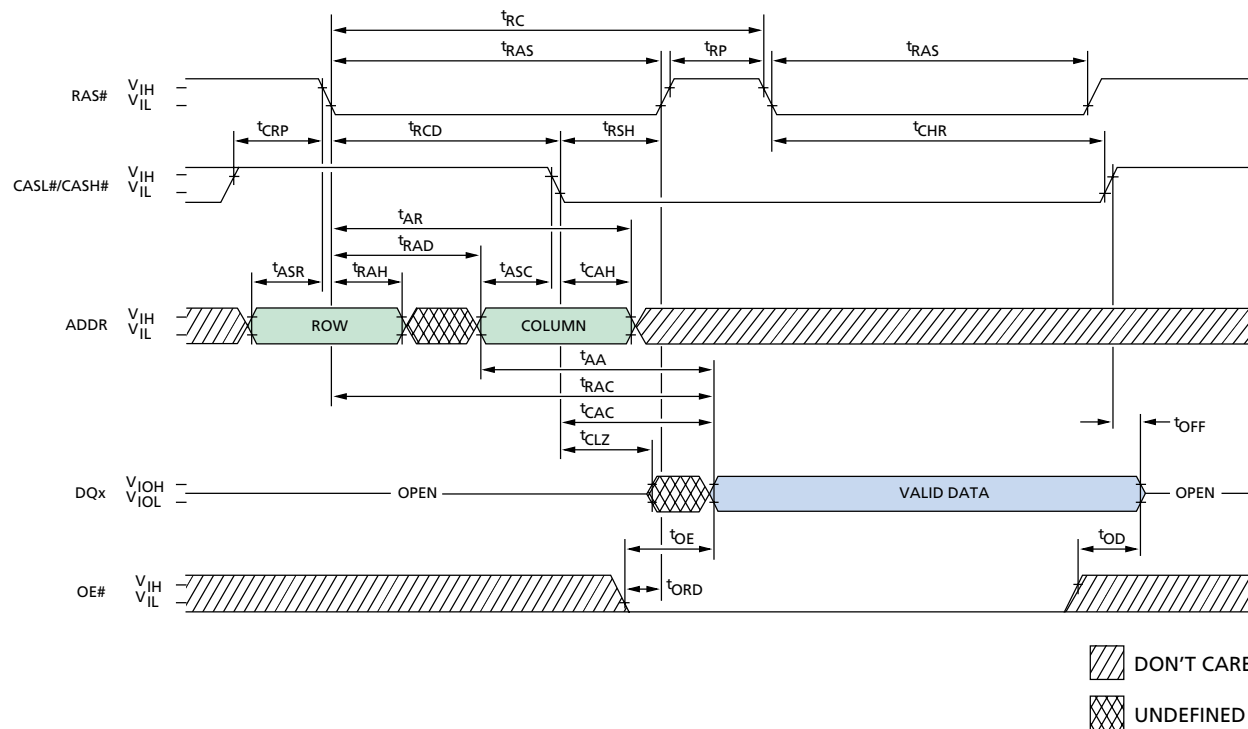 tRC
tRAS tRP tRAS
RAS# VIH
VIL
tCRP tRCD tRSH tCHR
CASL#/CASH# VIH
VIL
tAR
tRAD
tASR tRAH tASC tCAH
ADDR VIH
VIL
ROW COLUMN
tAA
tRAC
tCAC
tOFF
tCLZ
DQx VIOH
VIOL
OPEN VALID DATA OPEN
tOE tOD
OE# VIH
VIL
tORD
DON'T CARE
UNDEFINED